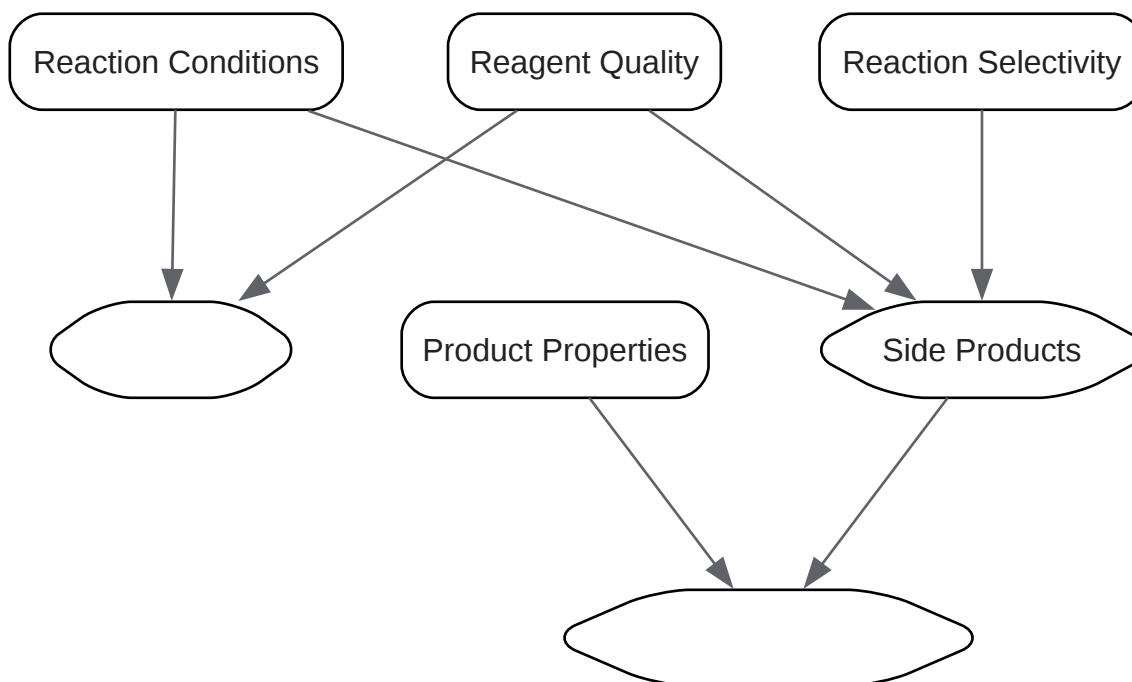 Reaction Conditions
Reagent Quality
Reaction Selectivity
Product Properties
Side Products